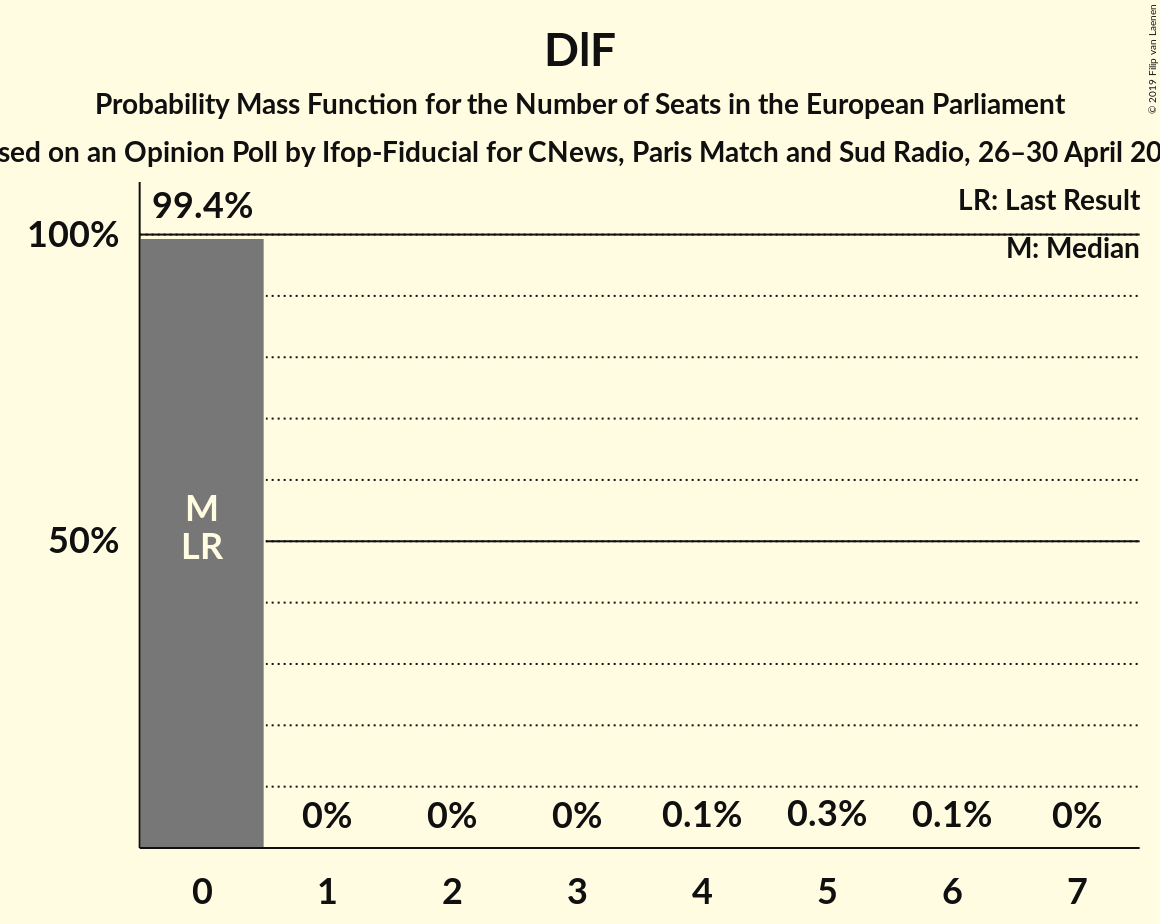 DIF
Probability Mass Function for the Number of Seats in the European Parliament
sed on an Opinion Poll by Ifop-Fiducial for CNews, Paris Match and Sud Radio, 26–30 April 20
© 2019 Filip van Laenen
LR: Last Result
M: Median
99.4%
100%
50%
M
LR
0% 0% 0% 0.1% 0.3% 0.1% 0%
0 1 2 3 4 5 6 7